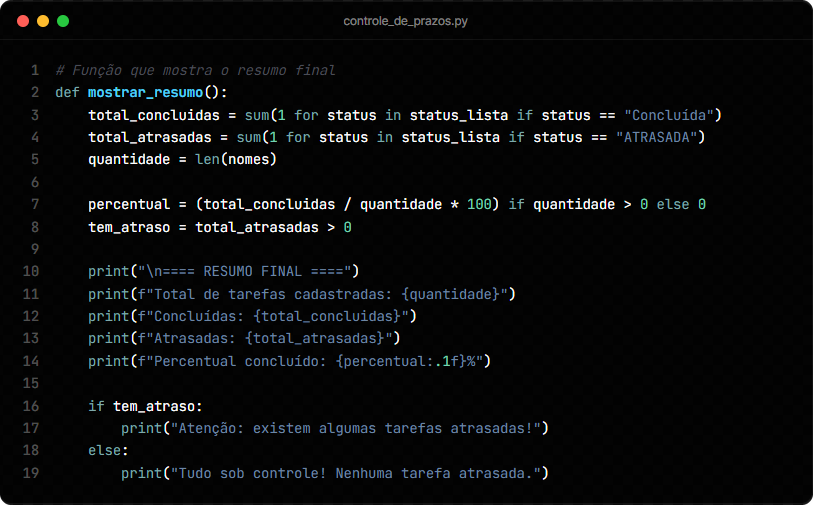 controle_de_prazos.py
1 # Função que mostra o resumo final
2 def mostrar_resumo():
3     total_concluidas = sum(1 for status in status_lista if status == "Concluída")
4     total_atrasadas = sum(1 for status in status_lista if status == "ATRASADA")
5     quantidade = len(nomes)
6
7     percentual = (total_concluidas / quantidade * 100) if quantidade > 0 else 0
8     tem_atraso = total_atrasadas > 0
9
10     print("\n==== RESUMO FINAL ====")
11     print(f"Total de tarefas cadastradas: {quantidade}")
12     print(f"Concluídas: {total_concluidas}")
13     print(f"Atrasadas: {total_atrasadas}")
14     print(f"Percentual concluído: {percentual:.1f}%")
15
16     if tem_atraso:
17         print("Atenção: existem algumas tarefas atrasadas!")
18     else:
19         print("Tudo sob controle! Nenhuma tarefa atrasada.")